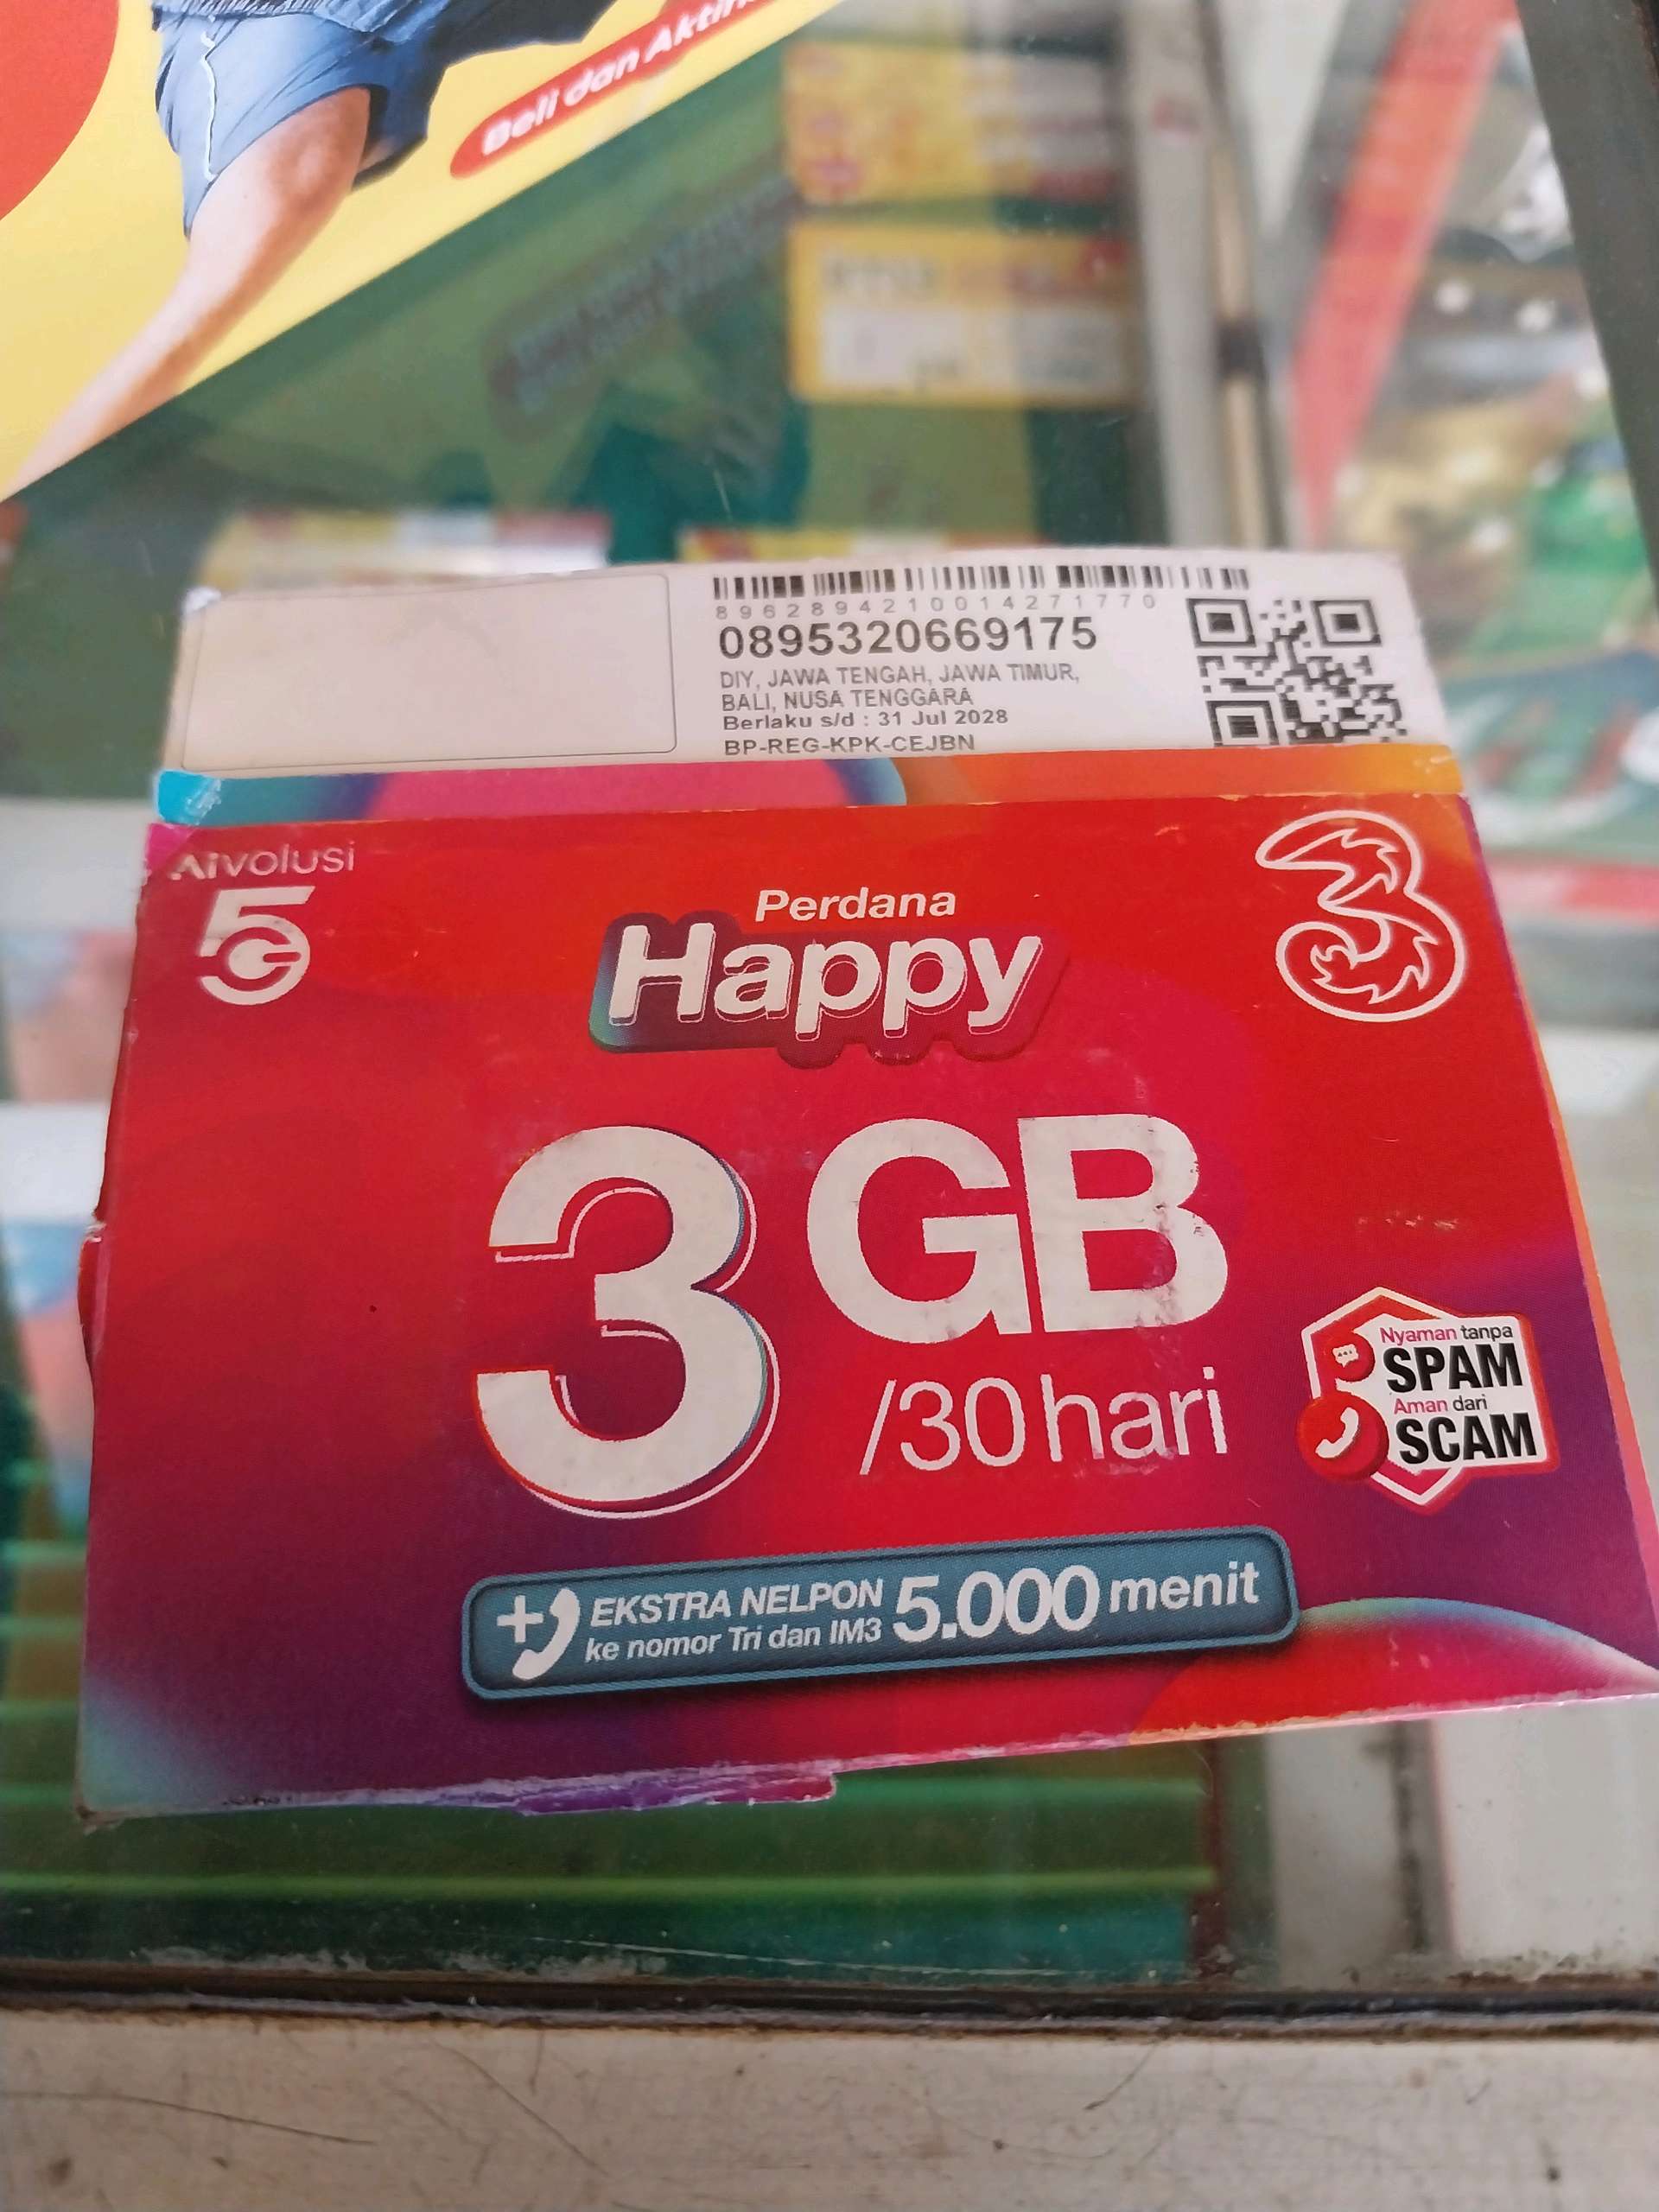 Beli dan Aktifk
8962894210014271770
0895320669175
DIY, JAWA TENGAH, JAWA TIMUR,
BALI, NUSA TENGGARA
Berlaku s/d : 31 Jul 2028
BP-REG-KPK-CEJBN
AIvolusi
5G
Perdana
Happy
3
3 GB
/30 hari
Nyaman tanpa
SPAM
Aman dari
SCAM
+ EKSTRA NELPON
ke nomor Tri dan IM3
5.000 menit